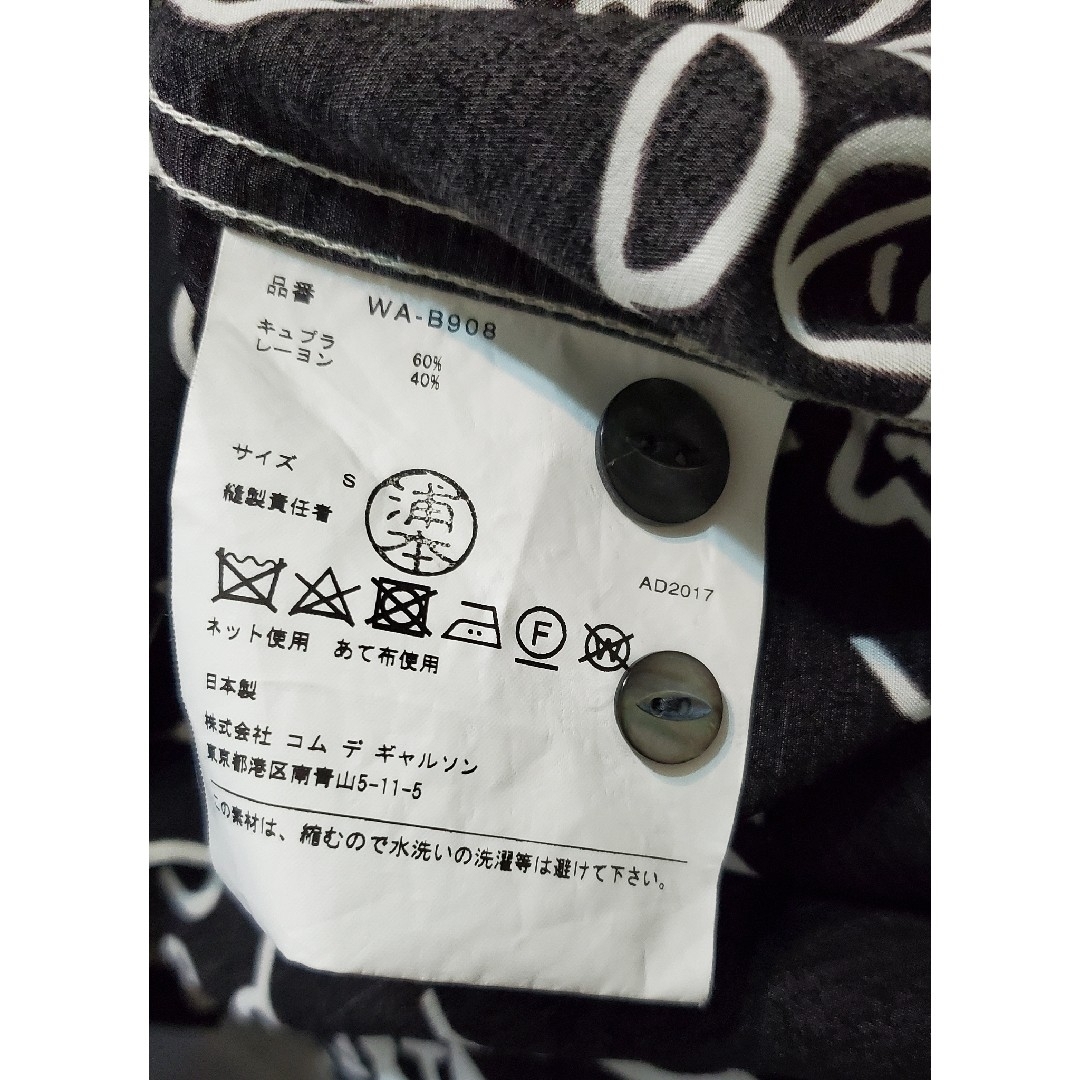 品番 WA-B908
キュプラ 60%
レーヨン 40%
サイズ S
縫製責任者 浦本
AD2017
F W
ネット使用 あて布使用
日本製
株式会社 コム デ ギャルソン
東京都港区南青山5-11-5
この素材は、縮むので水洗いの洗濯等は避けて下さい。